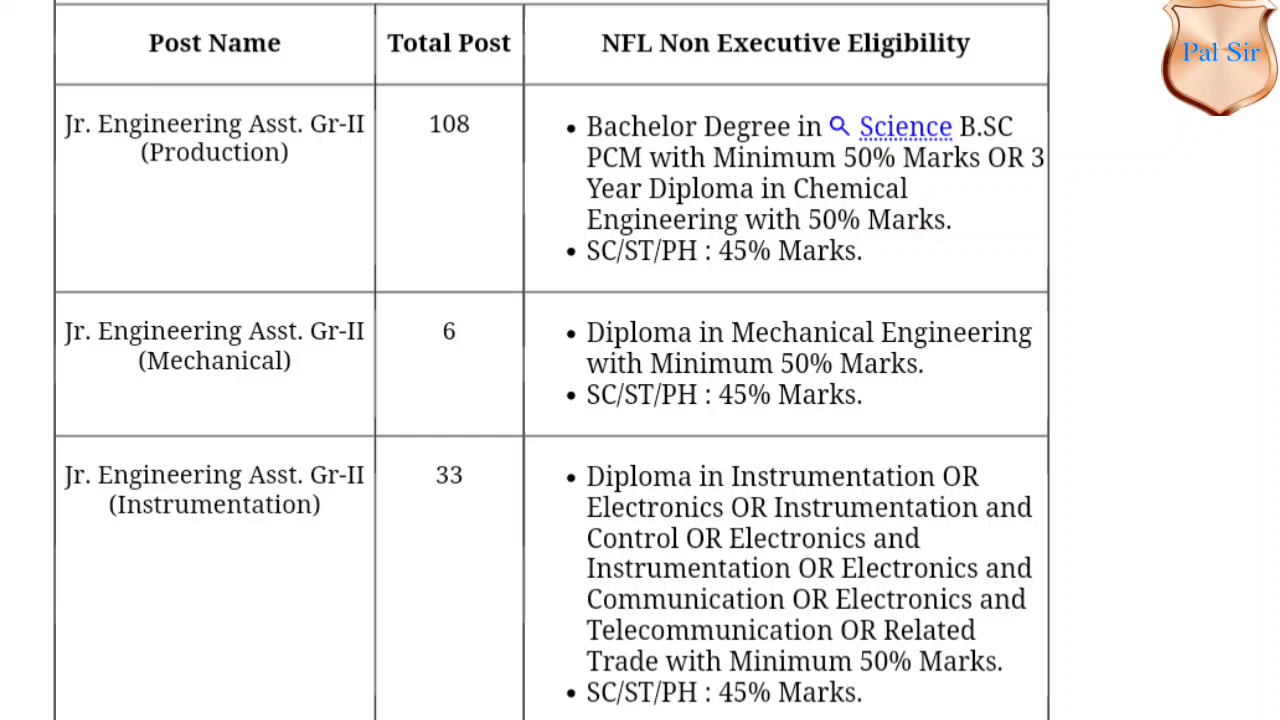 Post Name
Total Post
NFL Non Executive Eligibility
Pal Sir
Jr. Engineering Asst. Gr-II
(Production)
108
• Bachelor Degree in Science B.SC
PCM with Minimum 50% Marks OR 3
Year Diploma in Chemical
Engineering with 50% Marks.
• SC/ST/PH : 45% Marks.
Jr. Engineering Asst. Gr-II
(Mechanical)
6
• Diploma in Mechanical Engineering
with Minimum 50% Marks.
• SC/ST/PH : 45% Marks.
Jr. Engineering Asst. Gr-II
(Instrumentation)
33
• Diploma in Instrumentation OR
Electronics OR Instrumentation and
Control OR Electronics and
Instrumentation OR Electronics and
Communication OR Electronics and
Telecommunication OR Related
Trade with Minimum 50% Marks.
• SC/ST/PH : 45% Marks.